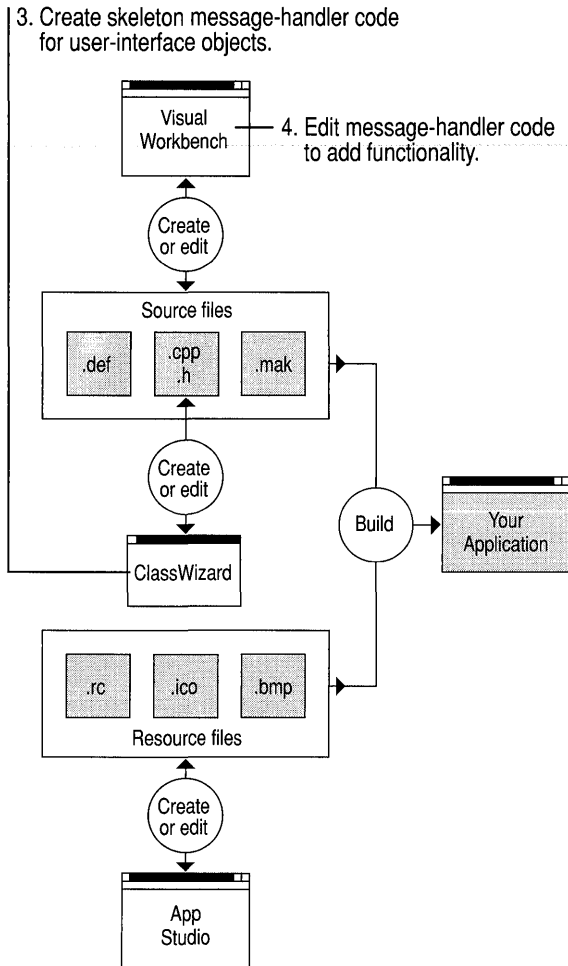 3. Create skeleton message-handler code
for user-interface objects.
Visual
Workbench
4. Edit message-handler code
to add functionality.
Create
or edit
Source files
.def
.cpp
.h
.mak
Create
or edit
ClassWizard
Build
Your
Application
.rc
.ico
.bmp
Resource files
Create
or edit
App
Studio